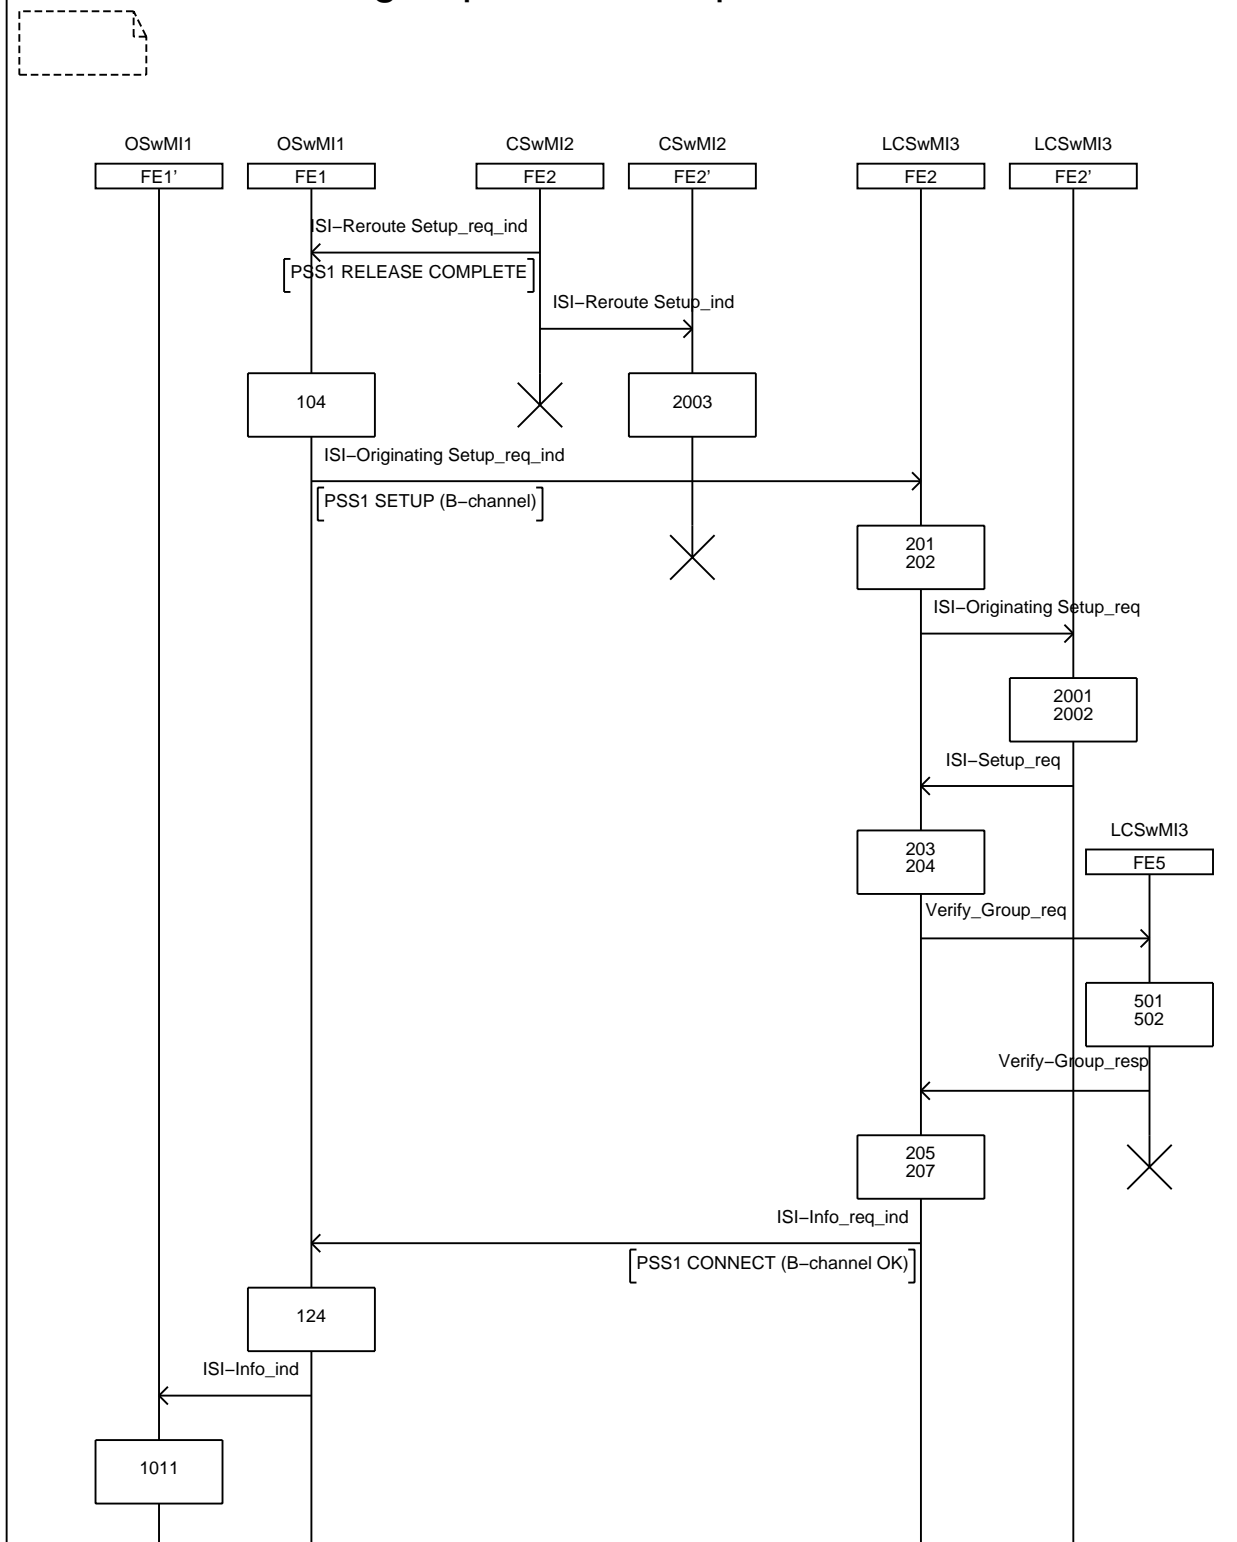 OSwMI1 OSwMI1 CSwMI2 CSwMI2 LCSwMI3 LCSwMI3
FE1' FE1 FE2 FE2' FE2 FE2'
ISI−Reroute Setup_req_ind
PSS1 RELEASE COMPLETE
ISI−Reroute Setup_ind
104 2003
ISI−Originating Setup_req_ind
PSS1 SETUP (B−channel)
201
202
ISI−Originating Setup_req
2001
2002
ISI−Setup_req
LCSwMI3
FE5
203
204
Verify_Group_req
501
502
Verify−Group_resp
205
207
ISI−Info_req_ind
PSS1 CONNECT (B−channel OK)
124
ISI−Info_ind
1011